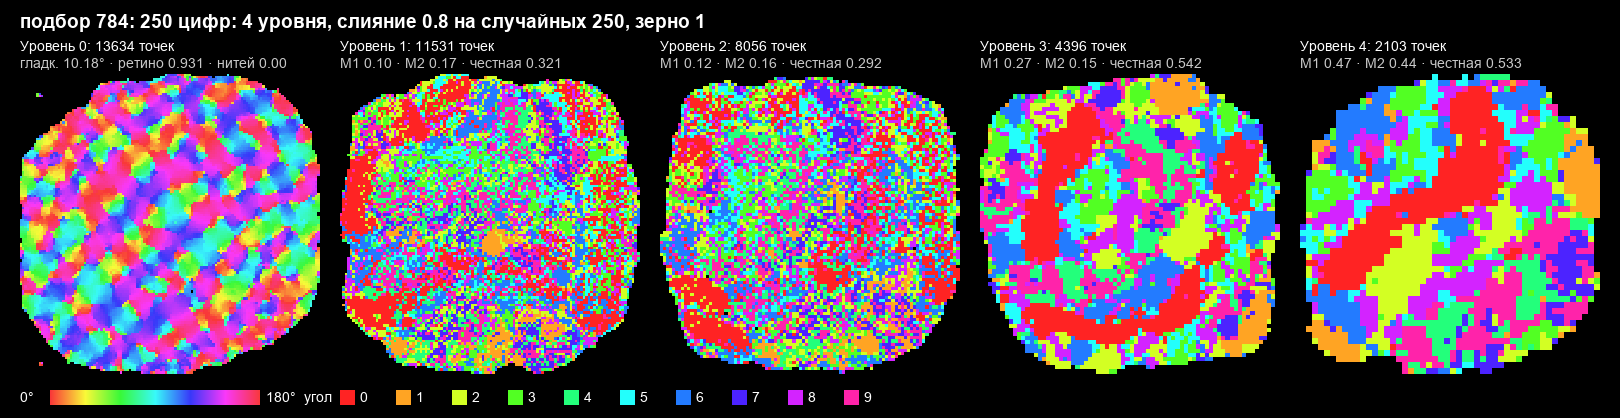 подбор 784: 250 цифр: 4 уровня, слияние 0.8 на случайных 250, зерно 1
Уровень 0: 13634 точек
гладк. 10.18° · ретино 0.931 · нитей 0.00
Уровень 1: 11531 точек
М1 0.10 · М2 0.17 · честная 0.321
Уровень 2: 8056 точек
М1 0.12 · М2 0.16 · честная 0.292
Уровень 3: 4396 точек
М1 0.27 · М2 0.15 · честная 0.542
Уровень 4: 2103 точек
М1 0.47 · М2 0.44 · честная 0.533
0° 180° угол 0 1 2 3 4 5 6 7 8 9